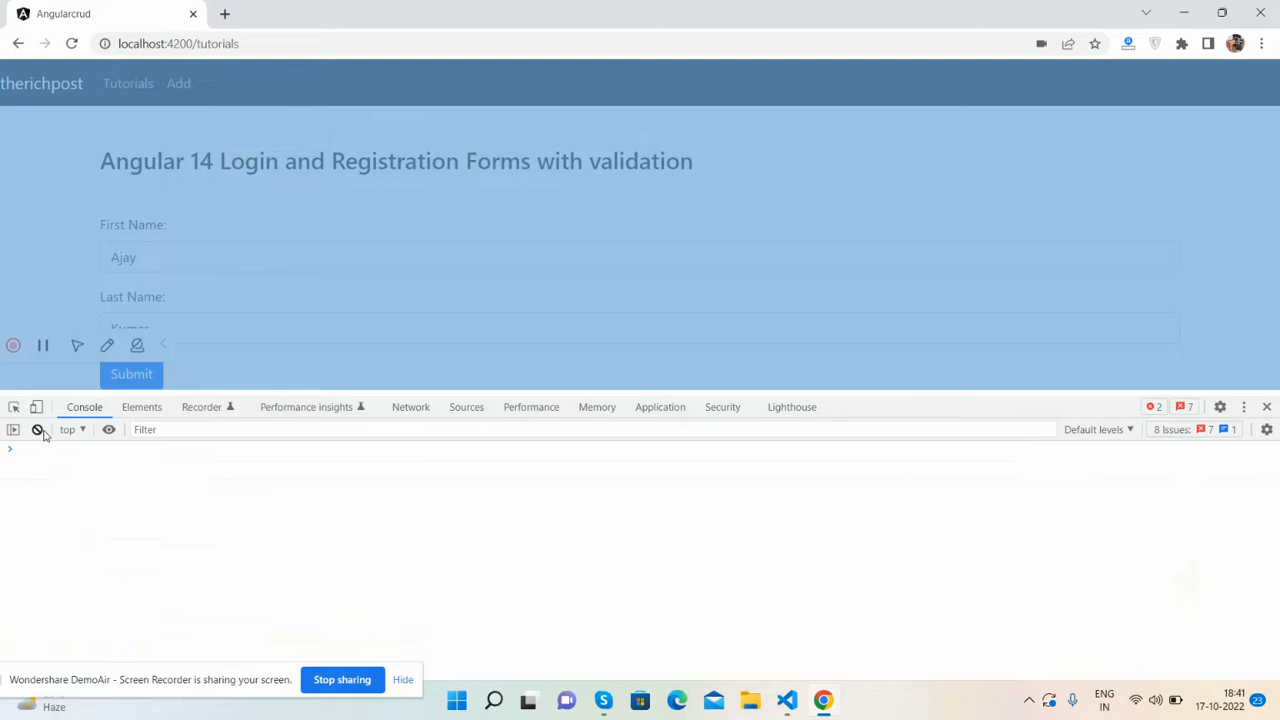 Angularcrud
localhost:4200/tutorials
therichpost Tutorials Add
Angular 14 Login and Registration Forms with validation
First Name:
Ajay
Last Name:
Kumar
Submit
Console Elements Recorder Performance insights Network Sources Performance Memory Application Security Lighthouse 2 7
top Filter Default levels 8 Issues: 7 1
Wondershare DemoAir - Screen Recorder is sharing your screen. Stop sharing Hide
Haze
ENG
IN
18:41
17-10-2022
23